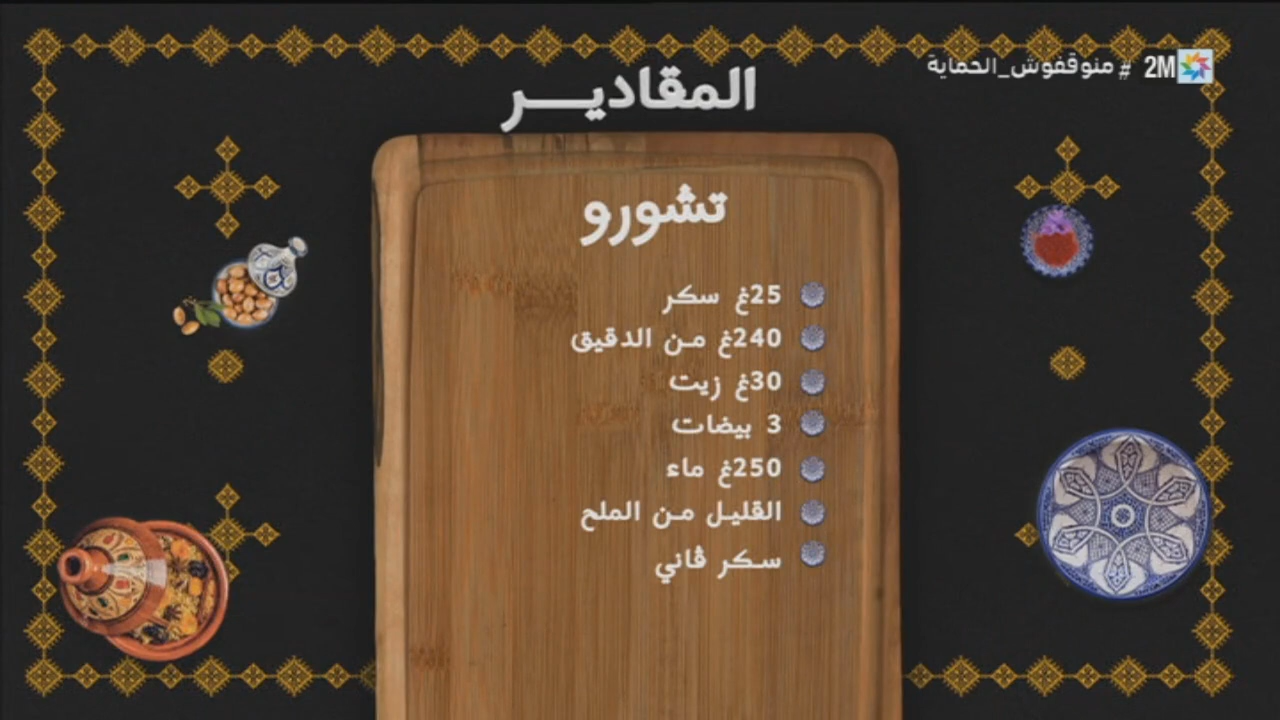 2M
#منوقفوش_الحماية
المقاديـــر
تشورو
25غ سكر
240غ من الدقيق
30غ زيت
3 بيضات
250غ ماء
القليل من الملح
سكر ڤاني